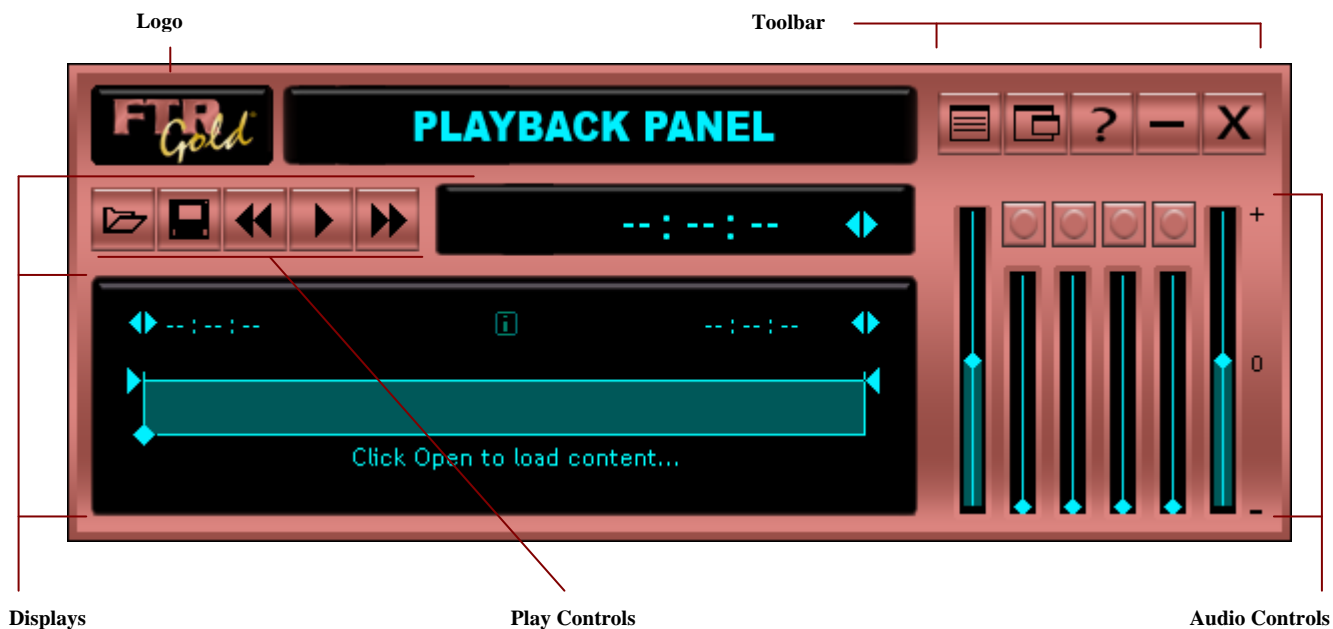 Logo
Toolbar
FTR Gold
PLAYBACK PANEL
?
X
--:--:--
+
--:--:--
i
--:--:--
0
Click Open to load content...
-
Displays
Play Controls
Audio Controls